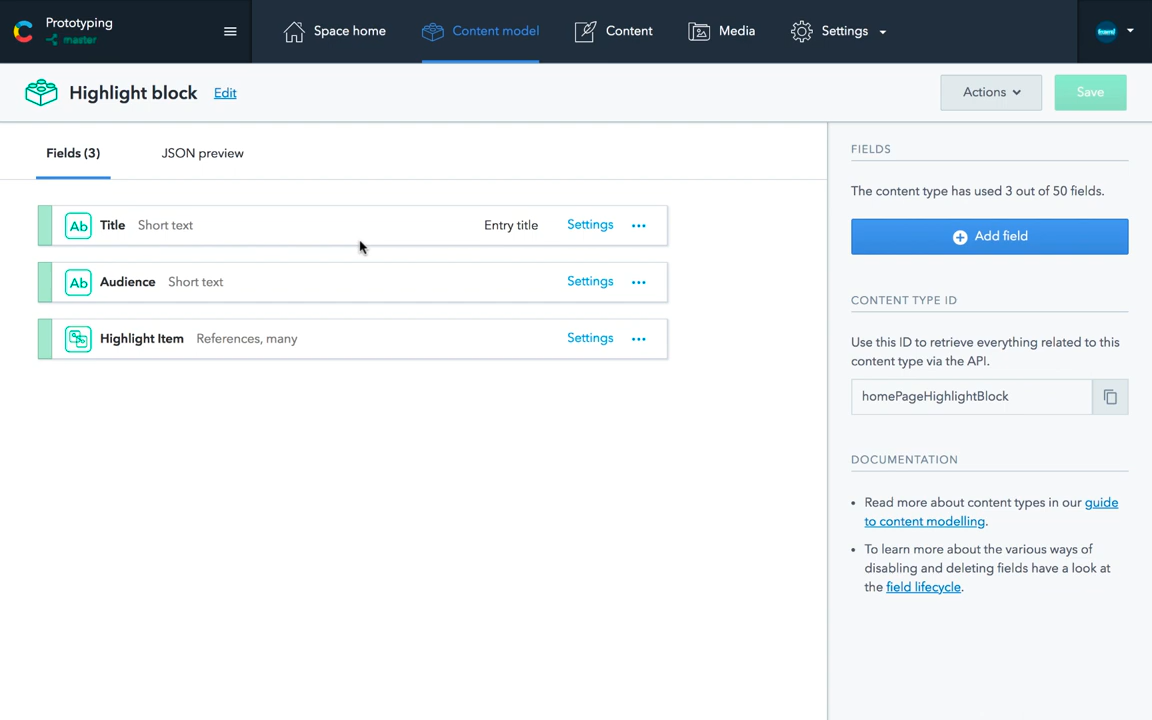 Prototyping
master
Space home
Content model
Content
Media
Settings
Highlight block Edit
Actions
Save
Fields (3)
JSON preview
Ab Title Short text Entry title Settings
Ab Audience Short text Settings
Highlight Item References, many Settings
FIELDS
The content type has used 3 out of 50 fields.
Add field
CONTENT TYPE ID
Use this ID to retrieve everything related to this
content type via the API.
homePageHighlightBlock
DOCUMENTATION
• Read more about content types in our guide
to content modelling.
• To learn more about the various ways of
disabling and deleting fields have a look at
the field lifecycle.